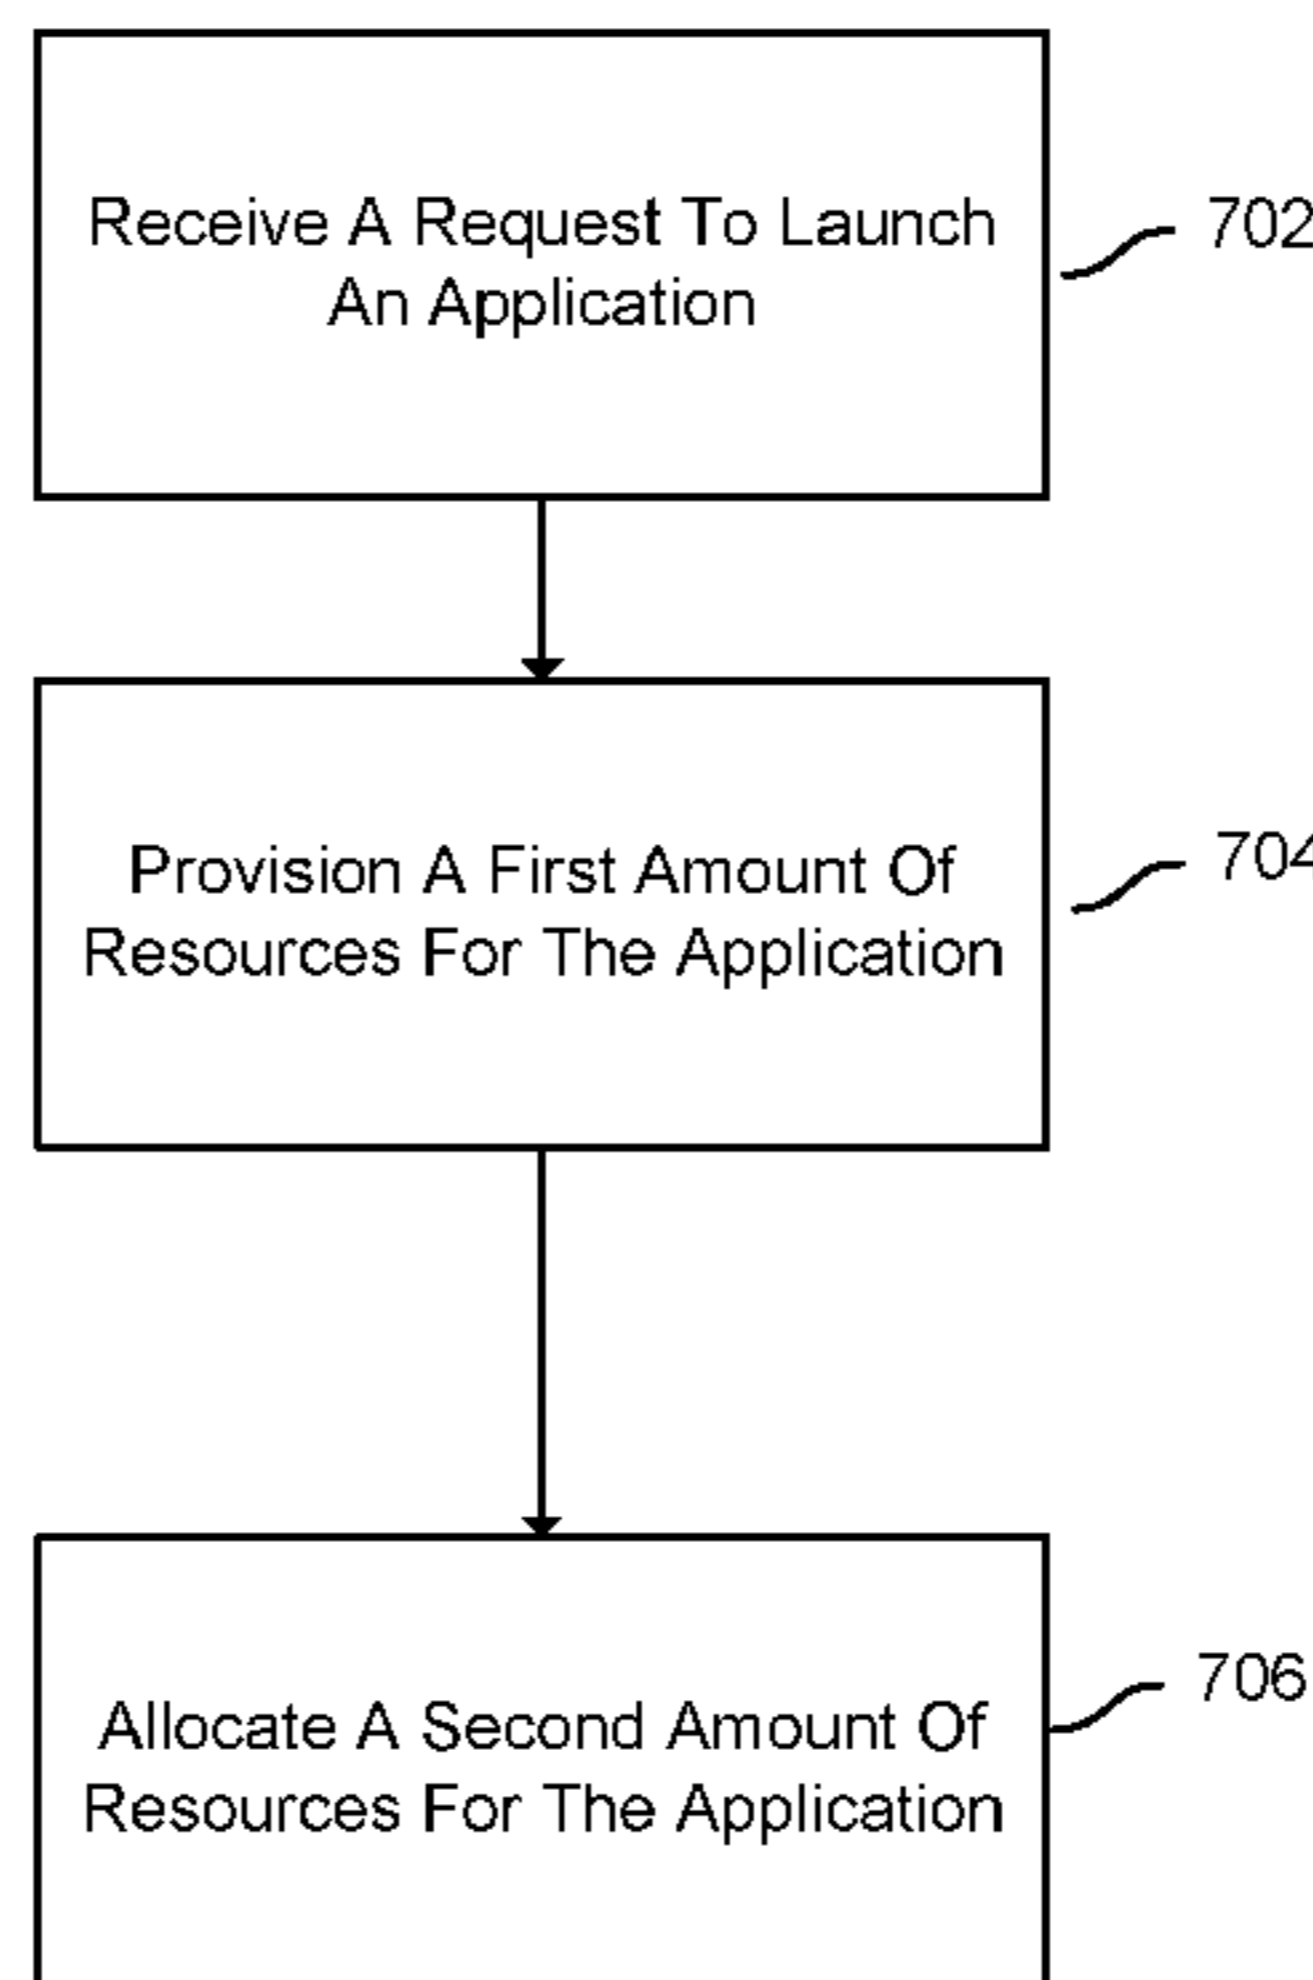 Receive A Request To Launch
An Application
702
Provision A First Amount Of
Resources For The Application
704
Allocate A Second Amount Of
Resources For The Application
706